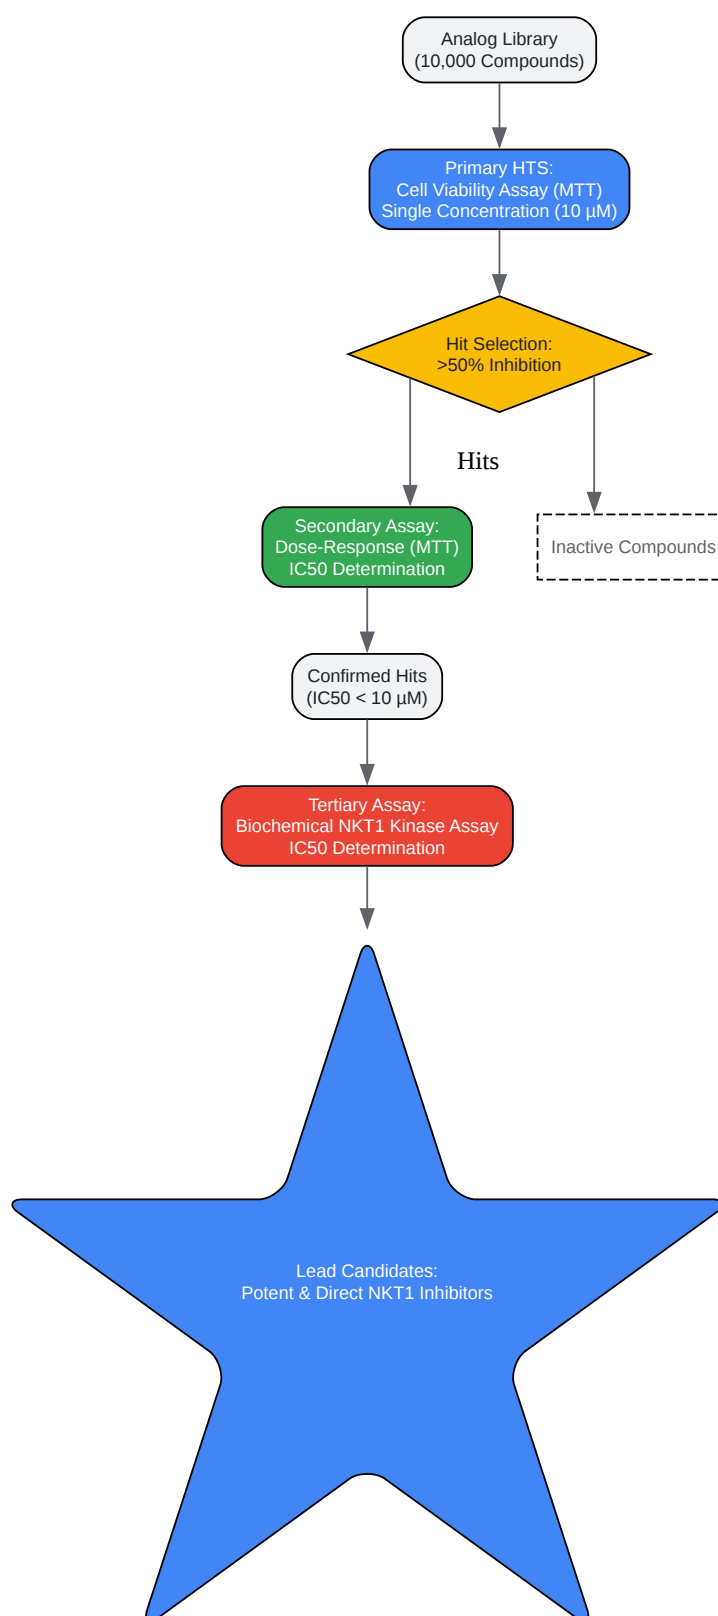 Analog Library
(10,000 Compounds)
Primary HTS:
Cell Viability Assay (MTT)
Single Concentration (10 µM)
Hit Selection:
>50% Inhibition
Hits
Secondary Assay:
Dose-Response (MTT)
IC50 Determination
Inactive Compounds
Confirmed Hits
(IC50 < 10 µM)
Tertiary Assay:
Biochemical NKT1 Kinase Assay
IC50 Determination
Lead Candidates:
Potent & Direct NKT1 Inhibitors